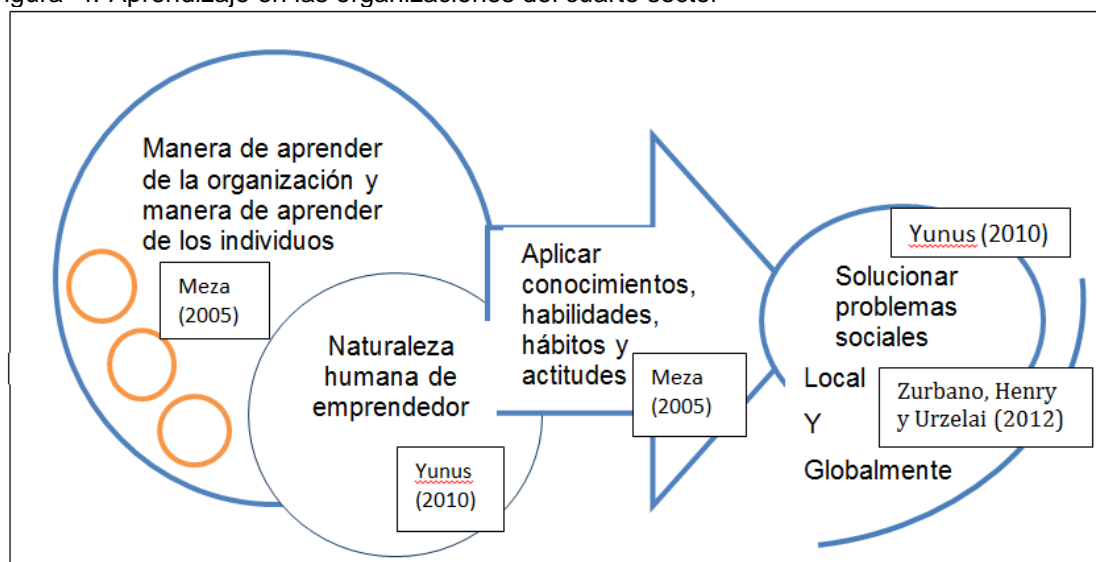 Manera de aprender
de la organización y
manera de aprender
de los individuos
Meza
(2005)
Naturaleza
humana de
emprendedor
Yunus
(2010)
Aplicar
conocimientos,
habilidades,
hábitos y
actitudes
Meza
(2005)
Yunus (2010)
Solucionar
problemas
sociales
Local
Y
Globalmente
Zurbano, Henry
y Urzelai (2012)